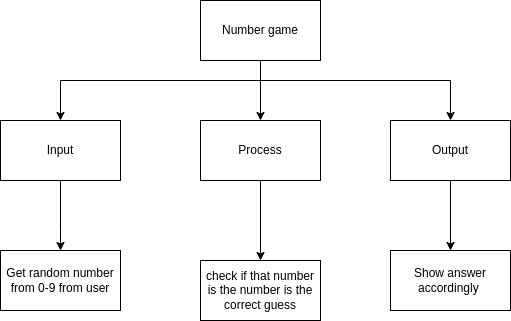 Number game
Input
Process
Output
Get random number
from 0-9 from user
check if that number
is the number is the
correct guess
Show answer
accordingly